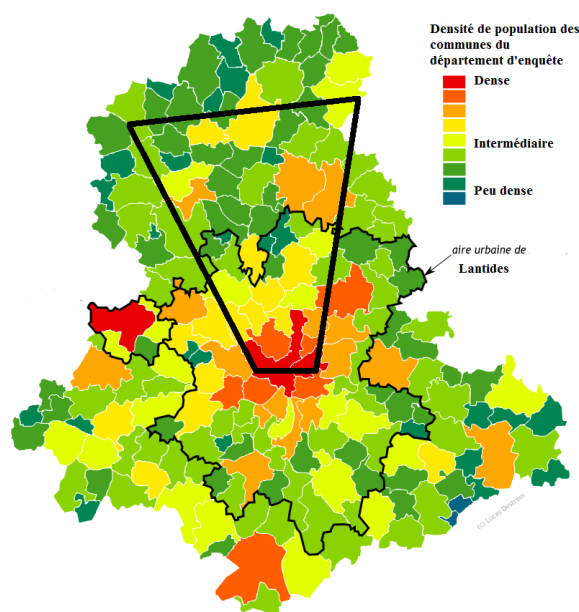 Densité de population des
communes du
département d'enquête
Dense
Intermédiaire
Peu dense
aire urbaine de
Lantides
(c) Lucas Destrem